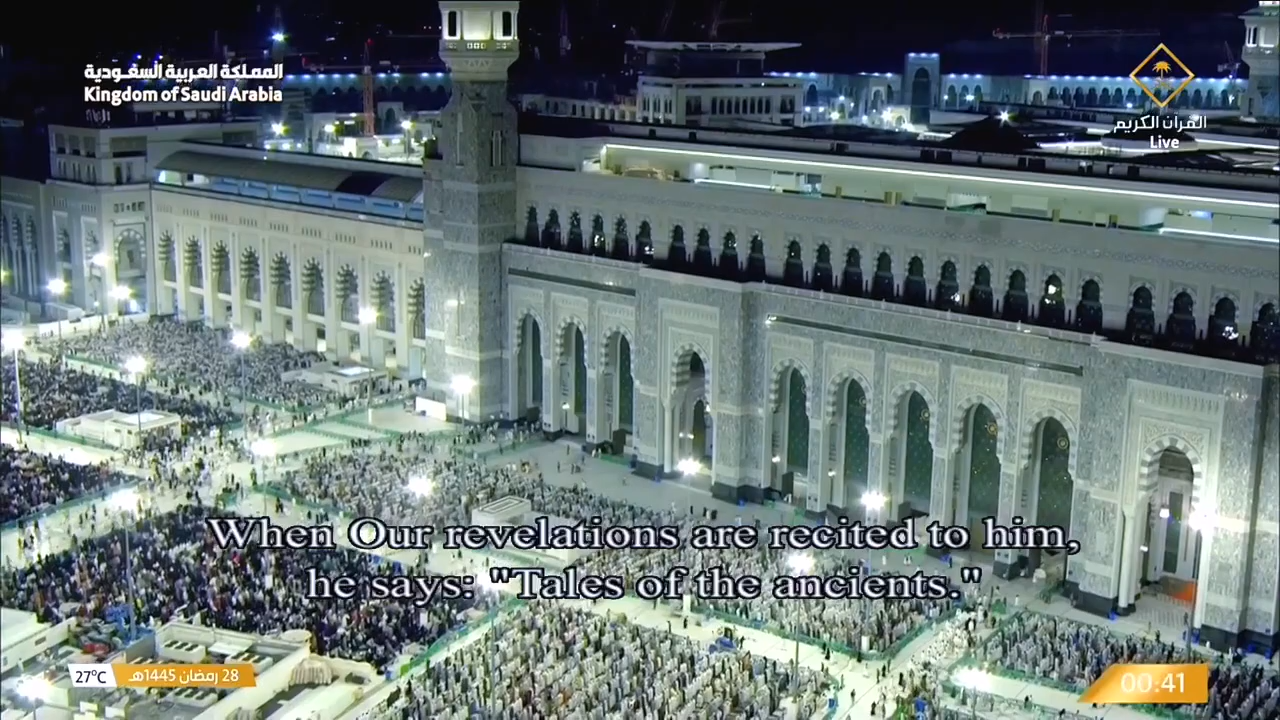 المملكة العربية السعودية
Kingdom of Saudi Arabia
القرآن الكريم
Live
When Our revelations are recited to him,
he says: "Tales of the ancients."
27°C
28 رمضان 1445هـ
00:41